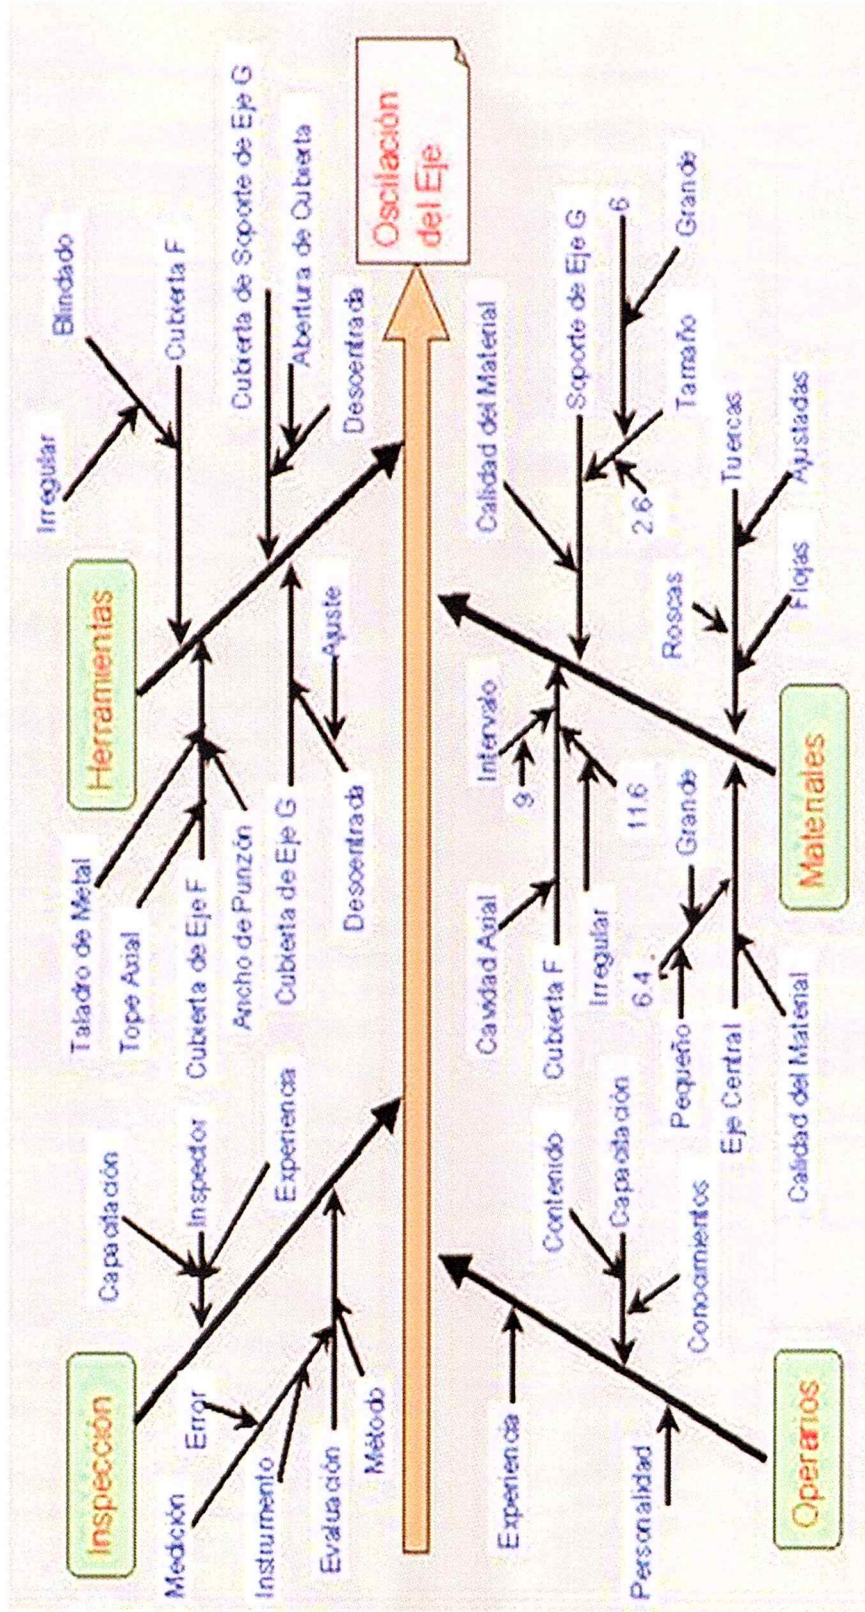 Inspección
Herramientas
Capacitación
Inspector
Experiencia
Error
Medición
Instrumento
Evaluación
Método
Irregular
Blindado
Taladro de Metal
Cubierta F
Tope Axial
Cubierta de Eje F
Ancho de Punzón
Cubierta de Soporte de Eje G
Cubierta de Eje G
Abertura de Cubierta
Ajuste
Descentrada
Descentrada
Oscilación
del Eje
Experiencia
Contenido
Capacitación
Personalidad
Conocimientos
Cavidad Axial
Intervalo
Calidad del Material
9
Cubierta F
Soporte de Eje G
Irregular
11.6
6
2.6
6.4
Grande
Roscas
Tamaño
Pequeño
Grande
Eje Central
Tuercas
Calidad del Material
Flojas
Ajustadas
Operarios
Materiales